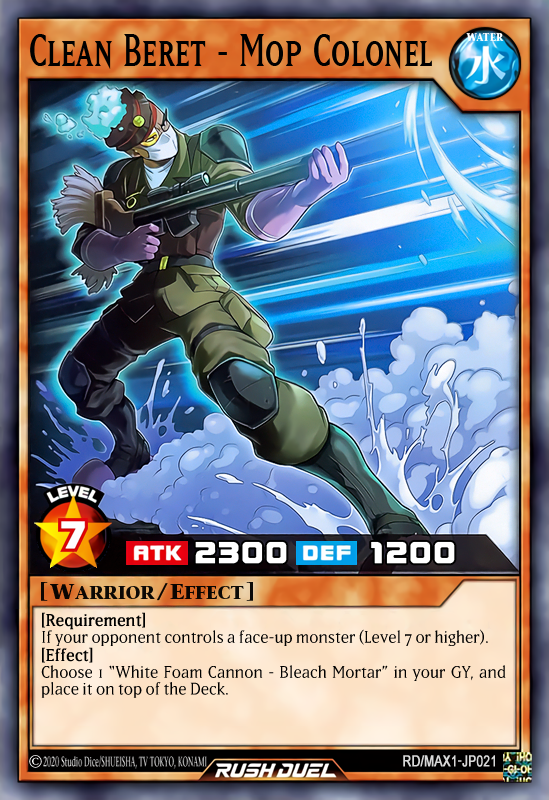 Clean Beret - Mop Colonel
WATER
水
LEVEL
7
ATK 2300 DEF 1200
[Warrior/Effect]
[Requirement]
If your opponent controls a face-up monster (Level 7 or higher).
[Effect]
Choose 1 “White Foam Cannon - Bleach Mortar” in your GY, and
place it on top of the Deck.
©2020 Studio Dice/SHUEISHA, TV TOKYO, KONAMI
RUSH DUEL
RD/MAX1-JP021